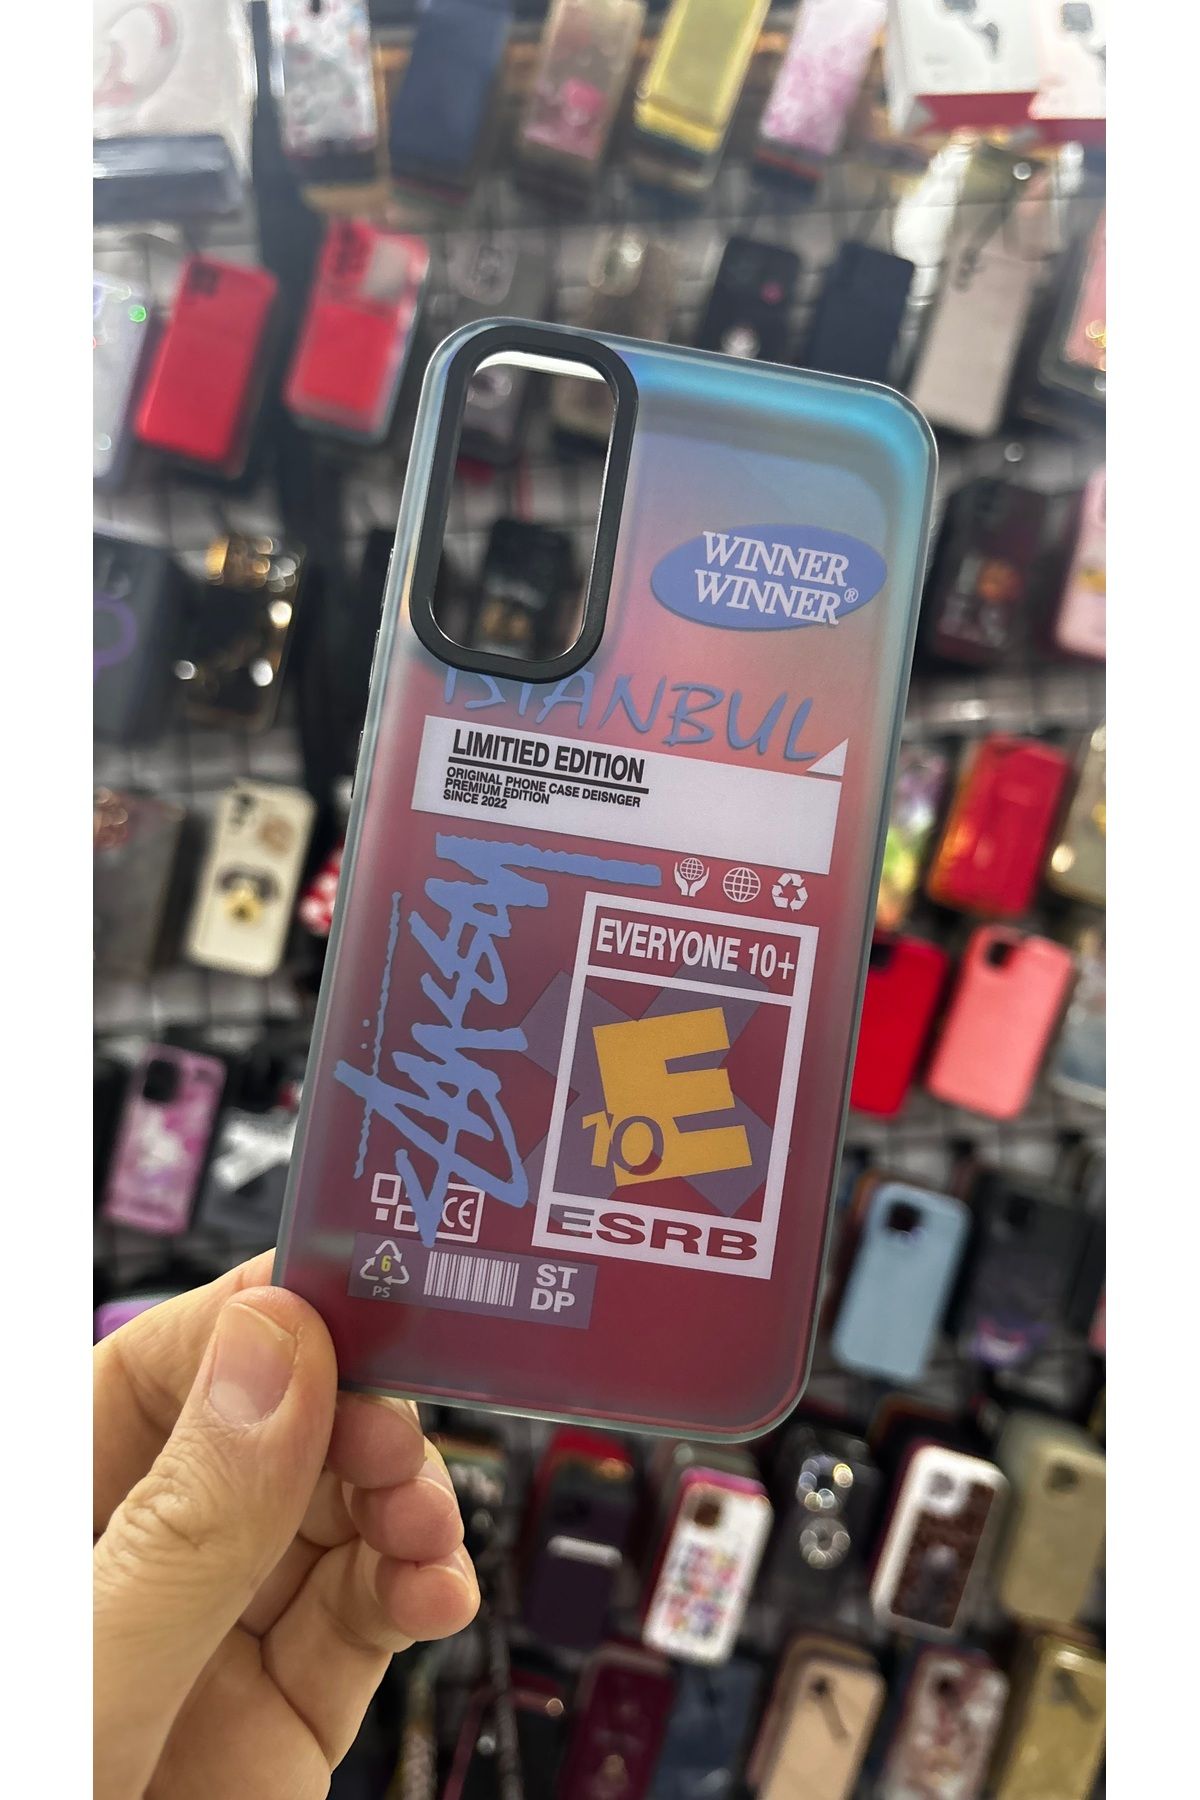 WINNER
WINNER®
ISTANBUL
LIMITIED EDITION
ORIGINAL PHONE CASE DEISNGER
PREMIUM EDITION
SINCE 2022
EVERYONE 10+
E
10
ESRB
CE
6
PS
ST
DP